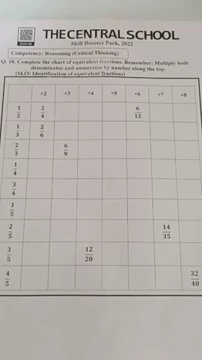 THE CENTRAL SCHOOL
Skill Booster Pack, 2022
Competency: Reasoning (Critical Thinking)
Q. 10. Complete the chart of equivalent fractions. Remember: Multiply both
denominator and numerator by number along the top.
(SLO: Identification of equivalent fractions)
×2 ×3 ×4 ×5 ×6 ×7 ×8
1/2 2/4 6/12
1/3 2/6
2/3 6/9
1/4
3/4
1/5
2/5 14/35
3/5 12/20
4/5 32/40